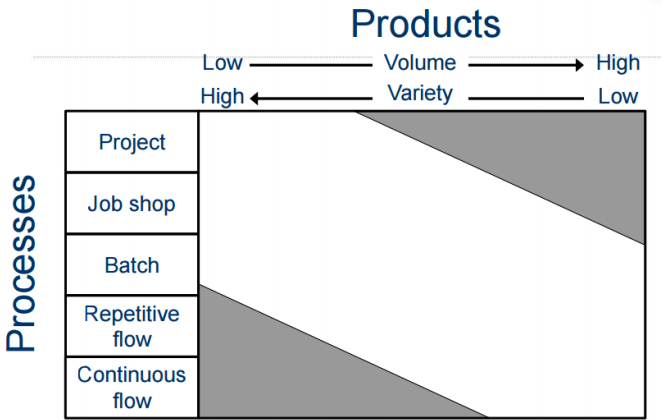 Products
Low Volume High
High Variety Low
Processes
Project
Job shop
Batch
Repetitive
flow
Continuous
flow